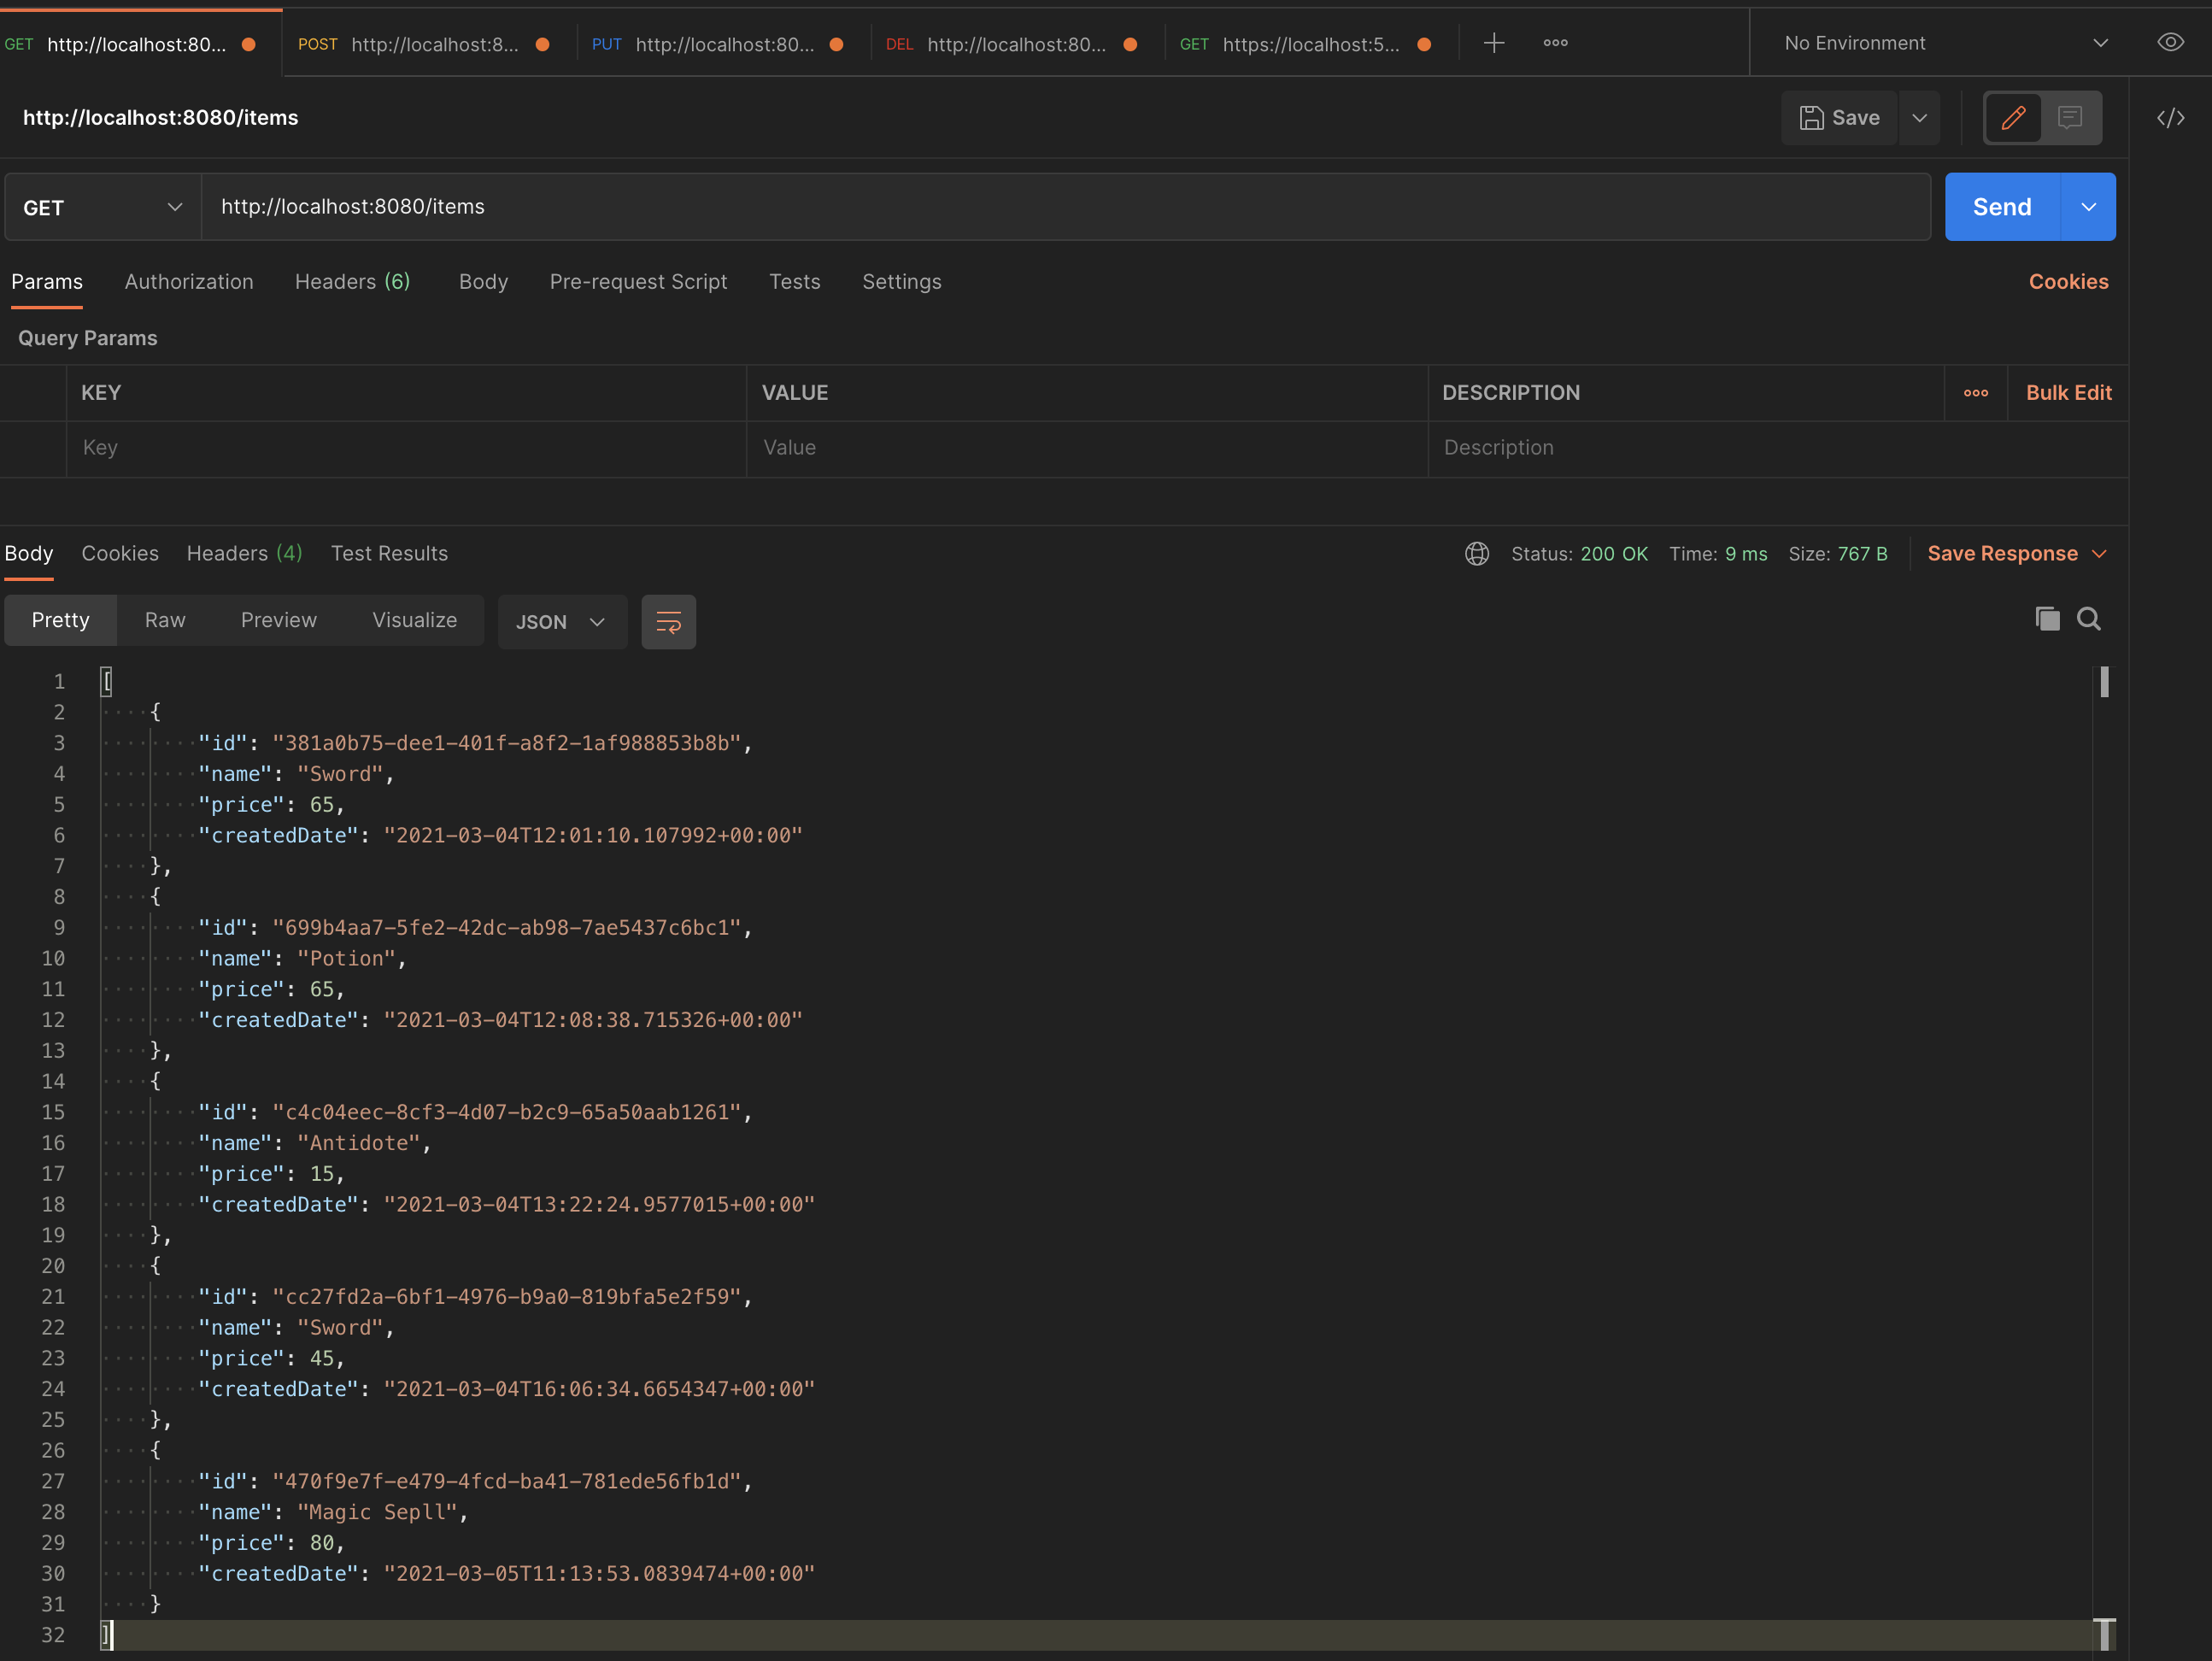 GET http://localhost:80... POST http://localhost:8... PUT http://localhost:80... DEL http://localhost:80... GET https://localhost:5... No Environment
http://localhost:8080/items Save
GET http://localhost:8080/items Send
Params Authorization Headers (6) Body Pre-request Script Tests Settings Cookies
Query Params
KEY VALUE DESCRIPTION Bulk Edit
Key Value Description
Body Cookies Headers (4) Test Results Status: 200 OK Time: 9 ms Size: 767 B Save Response
Pretty Raw Preview Visualize JSON
1 [
2 {
3 "id": "381a0b75-dee1-401f-a8f2-1af988853b8b",
4 "name": "Sword",
5 "price": 65,
6 "createdDate": "2021-03-04T12:01:10.107992+00:00"
7 },
8 {
9 "id": "699b4aa7-5fe2-42dc-ab98-7ae5437c6bc1",
10 "name": "Potion",
11 "price": 65,
12 "createdDate": "2021-03-04T12:08:38.715326+00:00"
13 },
14 {
15 "id": "c4c04eec-8cf3-4d07-b2c9-65a50aab1261",
16 "name": "Antidote",
17 "price": 15,
18 "createdDate": "2021-03-04T13:22:24.9577015+00:00"
19 },
20 {
21 "id": "cc27fd2a-6bf1-4976-b9a0-819bfa5e2f59",
22 "name": "Sword",
23 "price": 45,
24 "createdDate": "2021-03-04T16:06:34.6654347+00:00"
25 },
26 {
27 "id": "470f9e7f-e479-4fcd-ba41-781ede56fb1d",
28 "name": "Magic Sepll",
29 "price": 80,
30 "createdDate": "2021-03-05T11:13:53.0839474+00:00"
31 }
32 ]